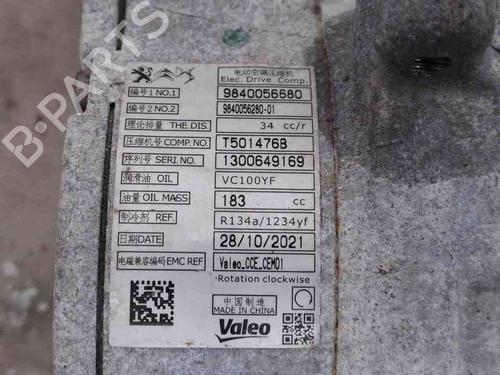 电动空调压缩机
Elec. Drive Comp.
编号1 NO.1 9840056680
编号2 NO.2 9840056280-01
理论排量 THE DIS. 34 cc/r
压缩机号 COMP NO. T501476B
序列号 SERI NO. 1300649169
润滑油 OIL VC100YF
油量 OIL MASS 183 cc
制冷剂 REF. R134a/1234yf
日期DATE 28/10/2021
电磁兼容编码EMC REF Valeo_CCE_CEM01
Rotation clockwise
中国制造
MADE IN CHINA
Valeo
B-PARTS